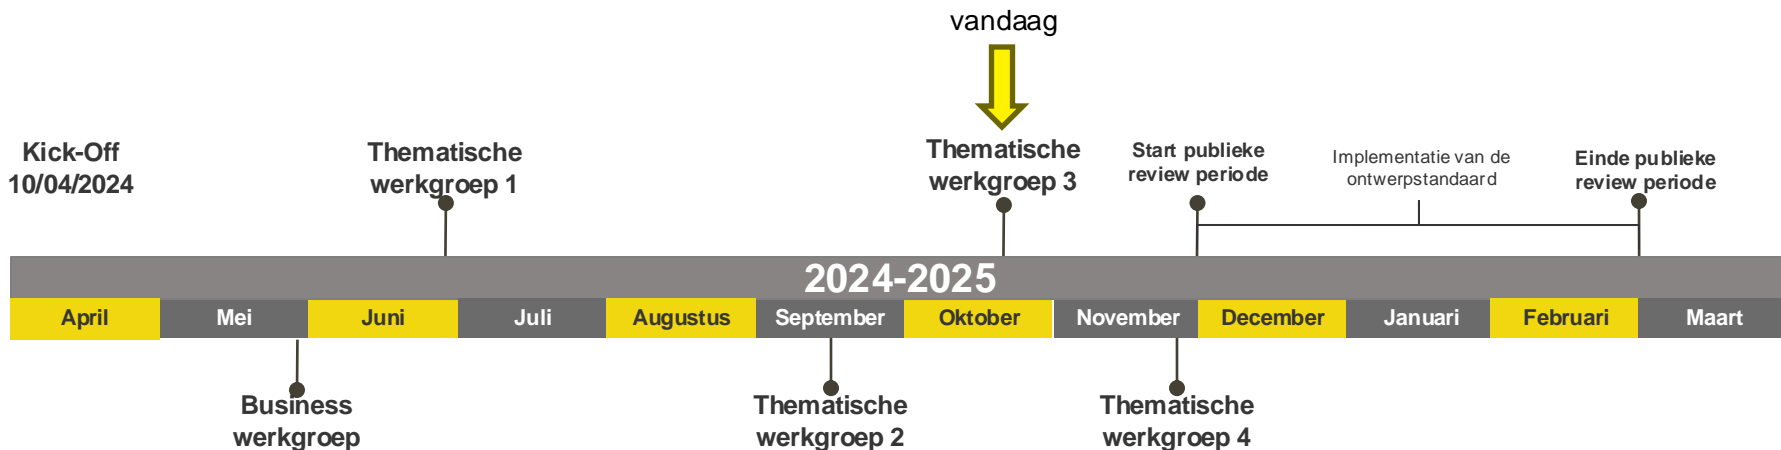 vandaag
Kick-Off
10/04/2024
Thematische
werkgroep 1
Thematische
werkgroep 3
Start publieke
review periode
Implementatie van de
ontwerpstandaard
Einde publieke
review periode
2024-2025
April Mei Juni Juli Augustus September Oktober November December Januari Februari Maart
Business
werkgroep
Thematische
werkgroep 2
Thematische
werkgroep 4